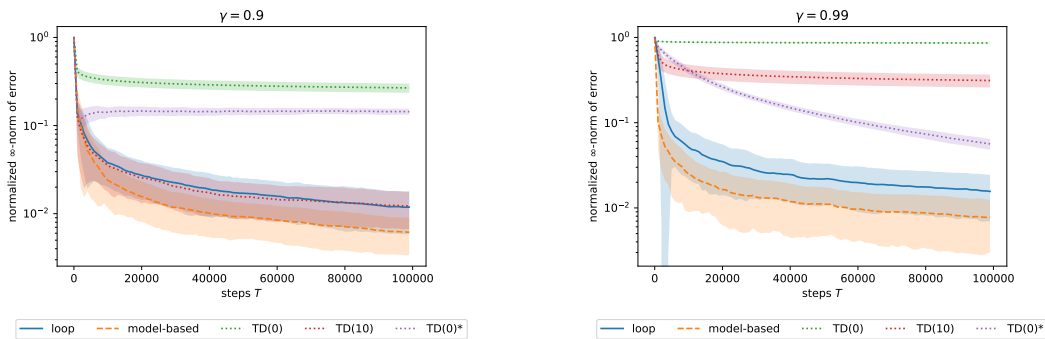 γ = 0.9
normalized ∞-norm of error
10⁰
10⁻¹
10⁻²
0 20000 40000 60000 80000 100000
steps T
loop model-based TD(0) TD(10) TD(0)*
γ = 0.99
normalized ∞-norm of error
10⁰
10⁻¹
10⁻²
0 20000 40000 60000 80000 100000
steps T
loop model-based TD(0) TD(10) TD(0)*